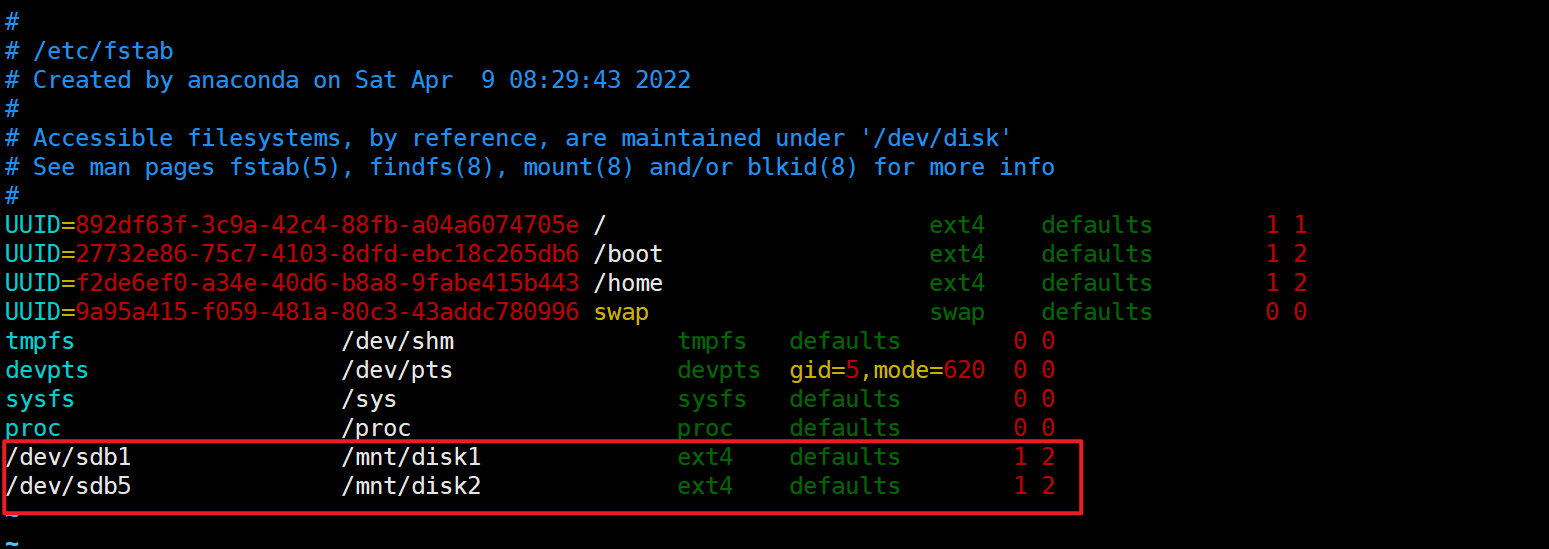 #
# /etc/fstab
# Created by anaconda on Sat Apr  9 08:29:43 2022
#
# Accessible filesystems, by reference, are maintained under '/dev/disk'
# See man pages fstab(5), findfs(8), mount(8) and/or blkid(8) for more info
#
UUID=892df63f-3c9a-42c4-88fb-a04a6074705e /                       ext4    defaults        1 1
UUID=27732e86-75c7-4103-8dfd-ebc18c265db6 /boot                   ext4    defaults        1 2
UUID=f2de6ef0-a34e-40d6-b8a8-9fabe415b443 /home                   ext4    defaults        1 2
UUID=9a95a415-f059-481a-80c3-43addc780996 swap                    swap    defaults        0 0
tmpfs                   /dev/shm                tmpfs   defaults        0 0
devpts                  /dev/pts                devpts  gid=5,mode=620  0 0
sysfs                   /sys                    sysfs   defaults        0 0
proc                    /proc                   proc    defaults        0 0
/dev/sdb1               /mnt/disk1              ext4    defaults        1 2
/dev/sdb5               /mnt/disk2              ext4    defaults        1 2
~
~